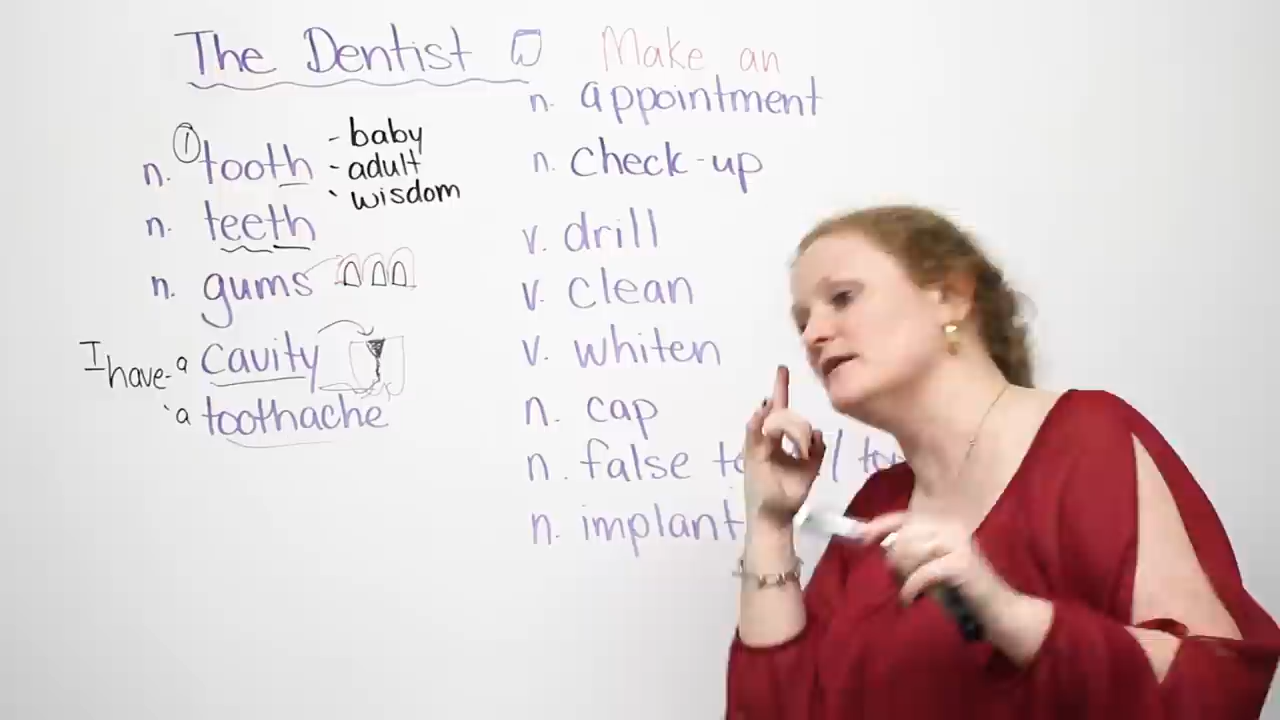 The Dentist
n. ① tooth
- baby
- adult
- wisdom
n. teeth
n. gums
I have - a cavity
- a toothache
Make an
n. appointment
n. check-up
v. drill
v. clean
v. whiten
n. cap
n. false
n. implant